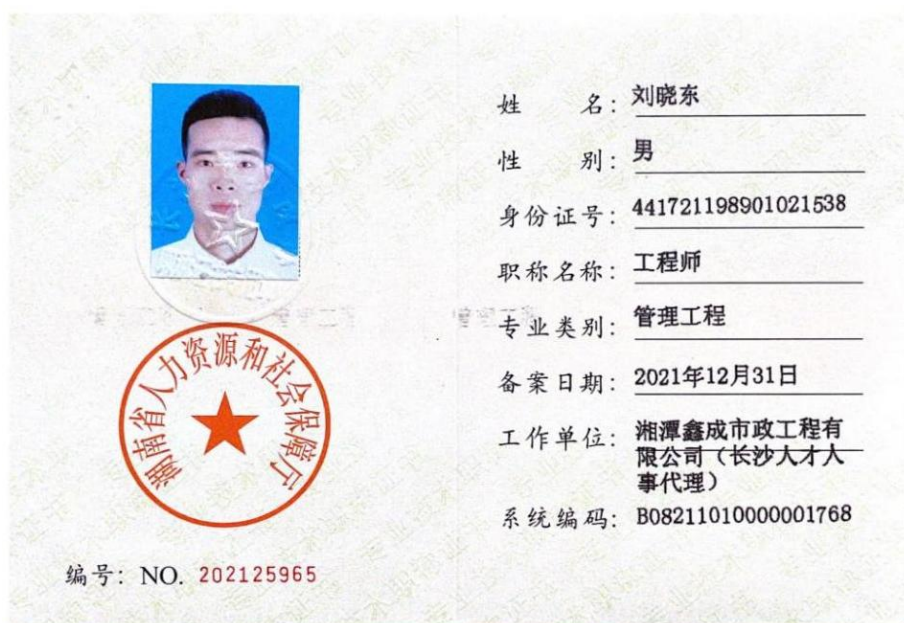 湖南省人力资源和社会保障厅
编号：NO. 202125965
姓 名：刘晓东
性 别：男
身份证号：441721198901021538
职称名称：工程师
专业类别：管理工程
备案日期：2021年12月31日
工作单位：湘潭鑫成市政工程有
限公司（长沙人才人
事代理）
系统编码：B08211010000001768